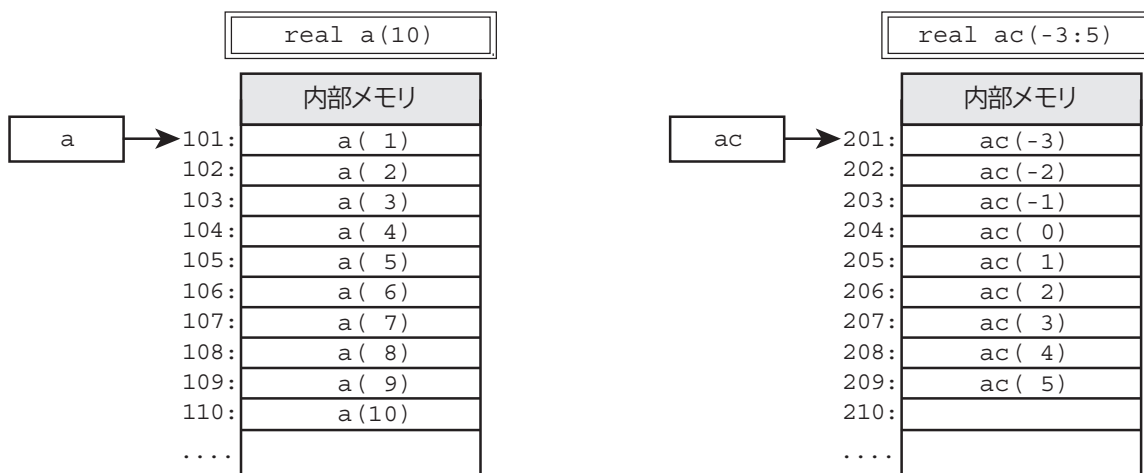 real a(10)
内部メモリ
a
101: a( 1)
102: a( 2)
103: a( 3)
104: a( 4)
105: a( 5)
106: a( 6)
107: a( 7)
108: a( 8)
109: a( 9)
110: a(10)
....
real ac(-3:5)
内部メモリ
ac
201: ac(-3)
202: ac(-2)
203: ac(-1)
204: ac( 0)
205: ac( 1)
206: ac( 2)
207: ac( 3)
208: ac( 4)
209: ac( 5)
210:
....